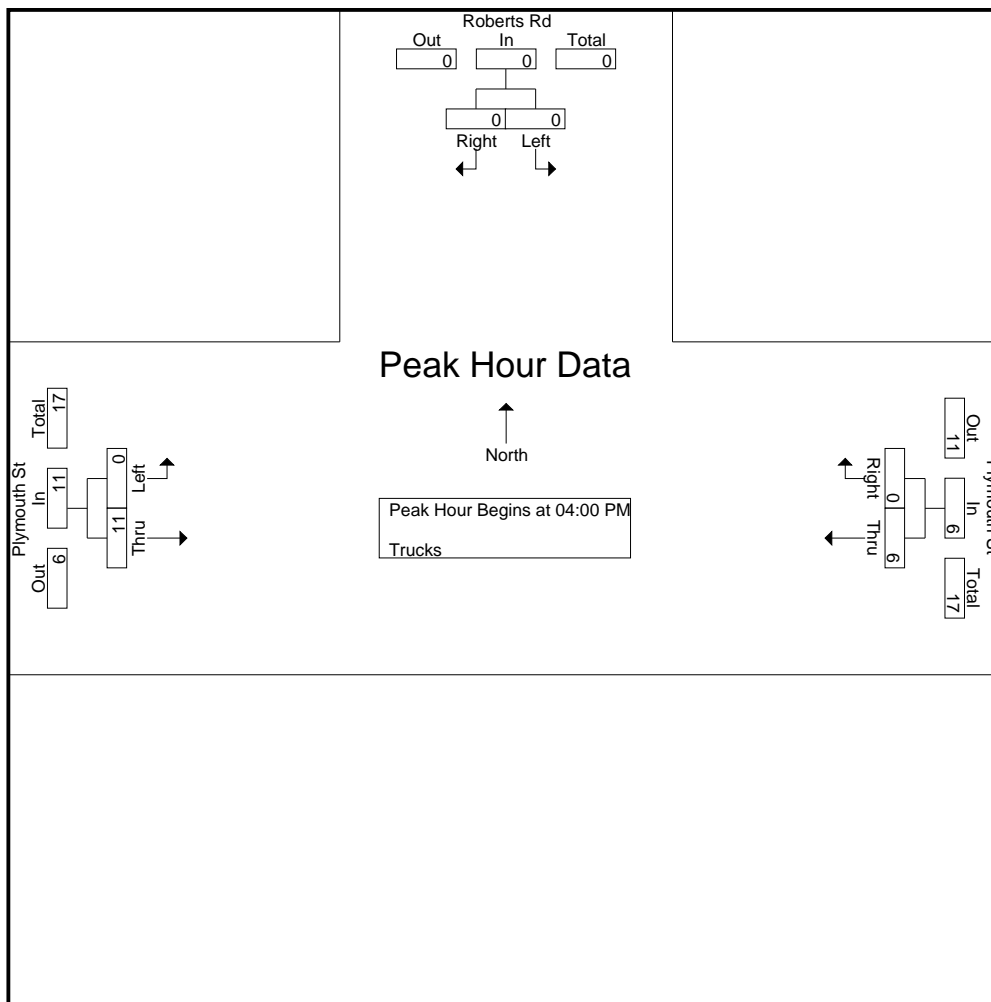 Roberts Rd
Out In Total
0 0 0
0 0
Right Left
Peak Hour Data
North
Peak Hour Begins at 04:00 PM
Trucks
Plymouth St
Out In Total
6 11 17
Left Thru
0 11
Plymouth St
Out In Total
11 6 17
Right Thru
0 6